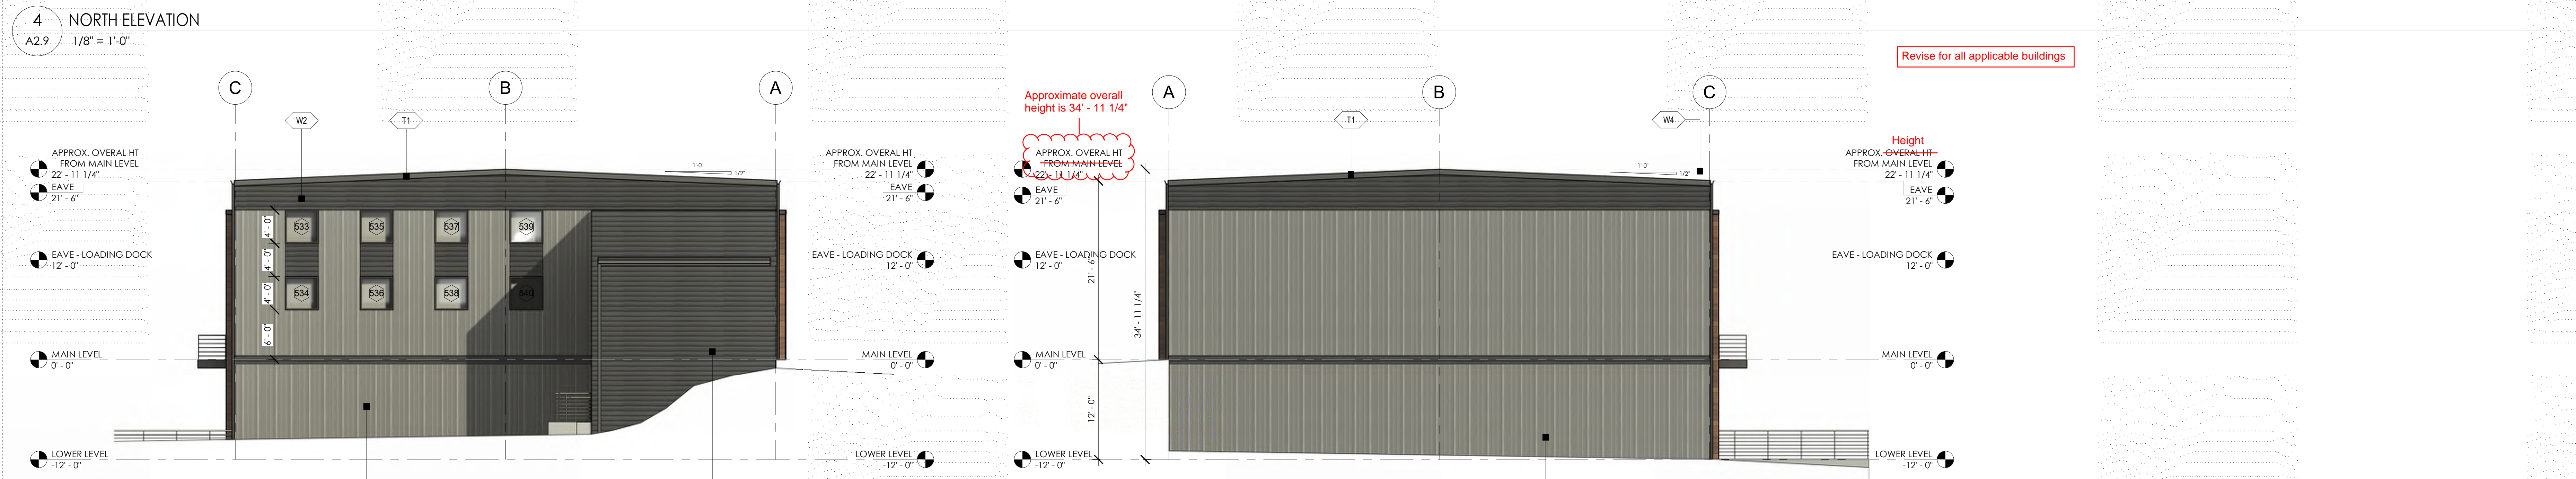 4
A2.9
NORTH ELEVATION
1/8" = 1'-0"
Revise for all applicable buildings
C
B
A
W2
T1
APPROX. OVERAL HT
FROM MAIN LEVEL
22' - 11 1/4"
EAVE
21' - 6"
EAVE - LOADING DOCK
12' - 0"
MAIN LEVEL
0' - 0"
LOWER LEVEL
-12' - 0"
1'-0"
1/2"
4' - 0"
4' - 0"
4' - 0"
6' - 0"
533
535
537
539
534
536
538
540
APPROX. OVERAL HT
FROM MAIN LEVEL
22' - 11 1/4"
EAVE
21' - 6"
EAVE - LOADING DOCK
12' - 0"
MAIN LEVEL
0' - 0"
LOWER LEVEL
-12' - 0"
Approximate overall
height is 34' - 11 1/4"
APPROX. OVERAL HT
FROM MAIN LEVEL
22' - 11 1/4"
EAVE
21' - 6"
EAVE - LOADING DOCK
12' - 0"
MAIN LEVEL
0' - 0"
LOWER LEVEL
-12' - 0"
21' - 6"
12' - 0"
34' - 11 1/4"
A
B
C
T1
W4
1'-0"
1/2"
Height
APPROX. OVERAL HT
FROM MAIN LEVEL
22' - 11 1/4"
EAVE
21' - 6"
EAVE - LOADING DOCK
12' - 0"
MAIN LEVEL
0' - 0"
LOWER LEVEL
-12' - 0"